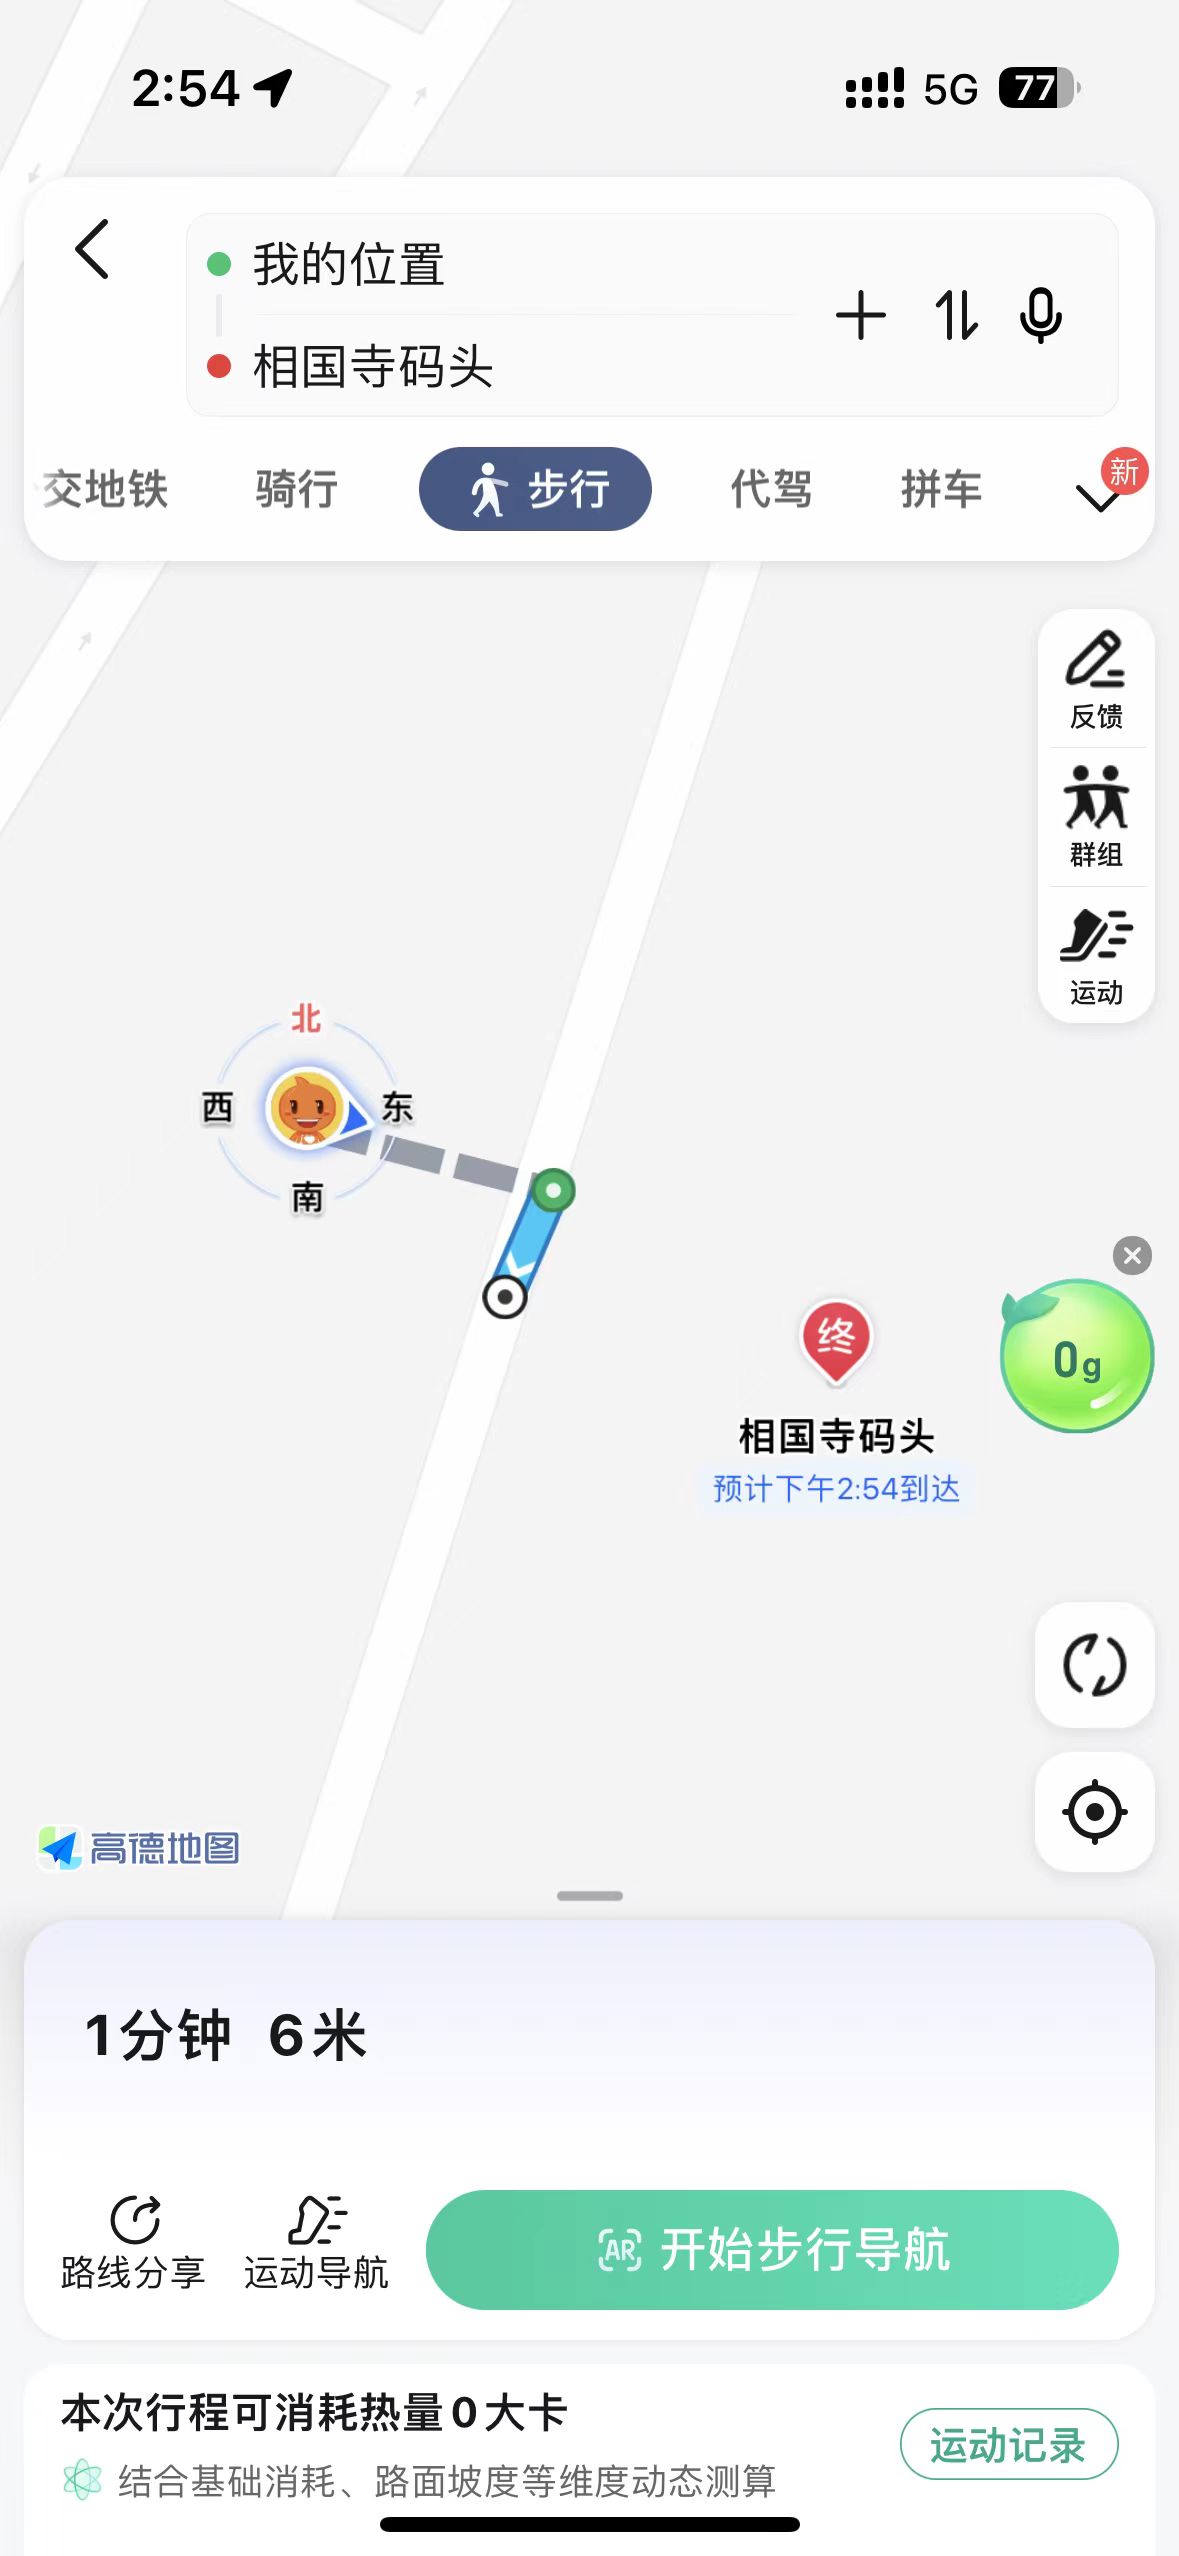 2:54 5G 77
我的位置
相国寺码头
交地铁 骑行 步行 代驾 拼车 新
反馈
群组
运动
北
西 东
南
0g
终
相国寺码头
预计下午2:54到达
高德地图
1分钟 6米
路线分享 运动导航 AR 开始步行导航
本次行程可消耗热量0大卡
运动记录
结合基础消耗、路面坡度等维度动态测算